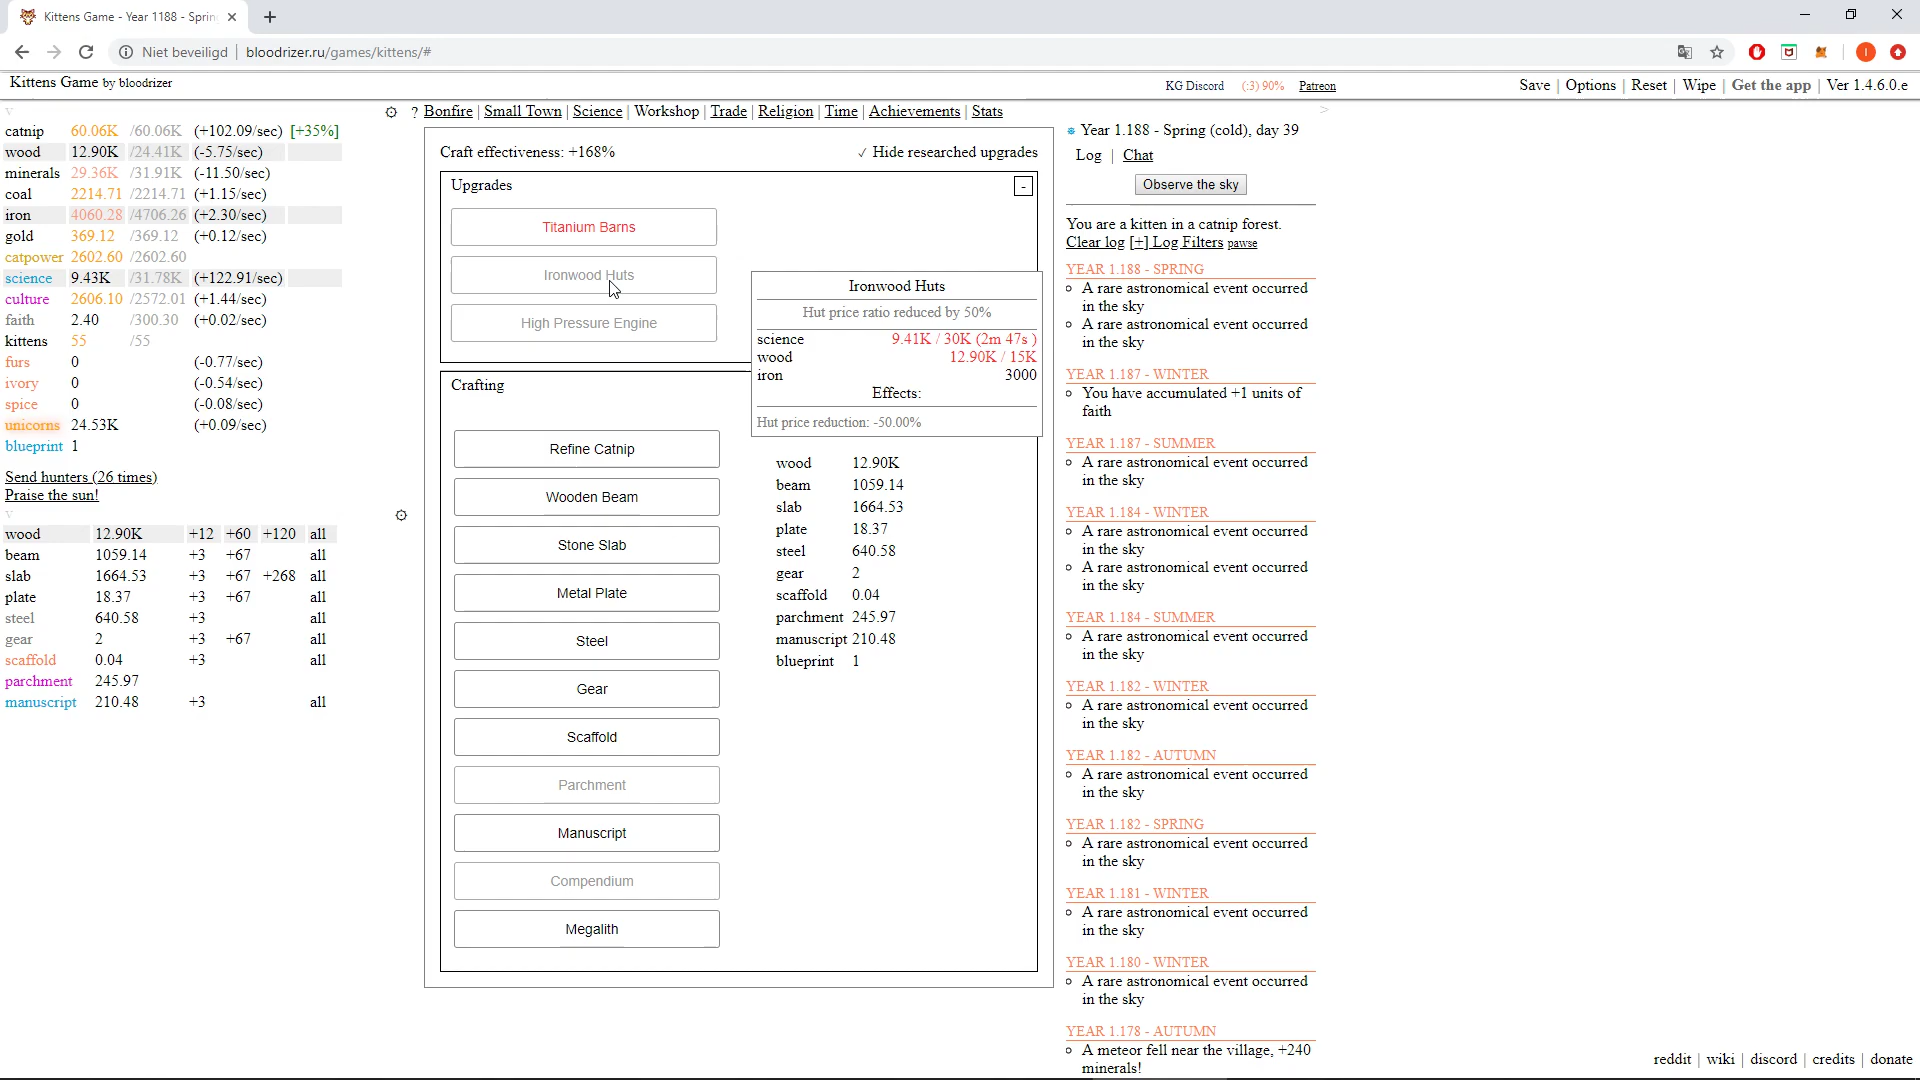 Kittens Game - Year 1188 - Sprin
Niet beveiligd | bloodrizer.ru/games/kittens/#
Kittens Game by bloodrizer
KG Discord (:3) 90% Patreon
Save | Options | Reset | Wipe | Get the app | Ver 1.4.6.0.e
catnip 60.06K /60.06K (+102.09/sec) [+35%]
wood 12.90K /24.41K (-5.75/sec)
minerals 29.36K /31.91K (-11.50/sec)
coal 2214.71 /2214.71 (+1.15/sec)
iron 4060.28 /4706.26 (+2.30/sec)
gold 369.12 /369.12 (+0.12/sec)
catpower 2602.60 /2602.60
science 9.43K /31.78K (+122.91/sec)
culture 2606.10 /2572.01 (+1.44/sec)
faith 2.40 /300.30 (+0.02/sec)
kittens 55 /55
furs 0 (-0.77/sec)
ivory 0 (-0.54/sec)
spice 0 (-0.08/sec)
unicorns 24.53K (+0.09/sec)
blueprint 1
Send hunters (26 times)
Praise the sun!
wood 12.90K +12 +60 +120 all
beam 1059.14 +3 +67 all
slab 1664.53 +3 +67 +268 all
plate 18.37 +3 +67 all
steel 640.58 +3 all
gear 2 +3 +67 all
scaffold 0.04 +3 all
parchment 245.97
manuscript 210.48 +3 all
? Bonfire | Small Town | Science | Workshop | Trade | Religion | Time | Achievements | Stats
Craft effectiveness: +168%
✓ Hide researched upgrades
Upgrades
-
Titanium Barns
Ironwood Huts
High Pressure Engine
Ironwood Huts
Hut price ratio reduced by 50%
science 9.41K / 30K (2m 47s )
wood 12.90K / 15K
iron 3000
Effects:
Hut price reduction: -50.00%
Crafting
Refine Catnip
Wooden Beam
Stone Slab
Metal Plate
Steel
Gear
Scaffold
Parchment
Manuscript
Compendium
Megalith
wood 12.90K
beam 1059.14
slab 1664.53
plate 18.37
steel 640.58
gear 2
scaffold 0.04
parchment 245.97
manuscript 210.48
blueprint 1
>
Year 1.188 - Spring (cold), day 39
Log | Chat
Observe the sky
You are a kitten in a catnip forest.
Clear log [+] Log Filters pawse
YEAR 1.188 - SPRING
A rare astronomical event occurred
in the sky
A rare astronomical event occurred
in the sky
YEAR 1.187 - WINTER
You have accumulated +1 units of
faith
YEAR 1.187 - SUMMER
A rare astronomical event occurred
in the sky
YEAR 1.184 - WINTER
A rare astronomical event occurred
in the sky
A rare astronomical event occurred
in the sky
YEAR 1.184 - SUMMER
A rare astronomical event occurred
in the sky
YEAR 1.182 - WINTER
A rare astronomical event occurred
in the sky
YEAR 1.182 - AUTUMN
A rare astronomical event occurred
in the sky
YEAR 1.182 - SPRING
A rare astronomical event occurred
in the sky
YEAR 1.181 - WINTER
A rare astronomical event occurred
in the sky
YEAR 1.180 - WINTER
A rare astronomical event occurred
in the sky
YEAR 1.178 - AUTUMN
A meteor fell near the village, +240
minerals!
reddit | wiki | discord | credits | donate